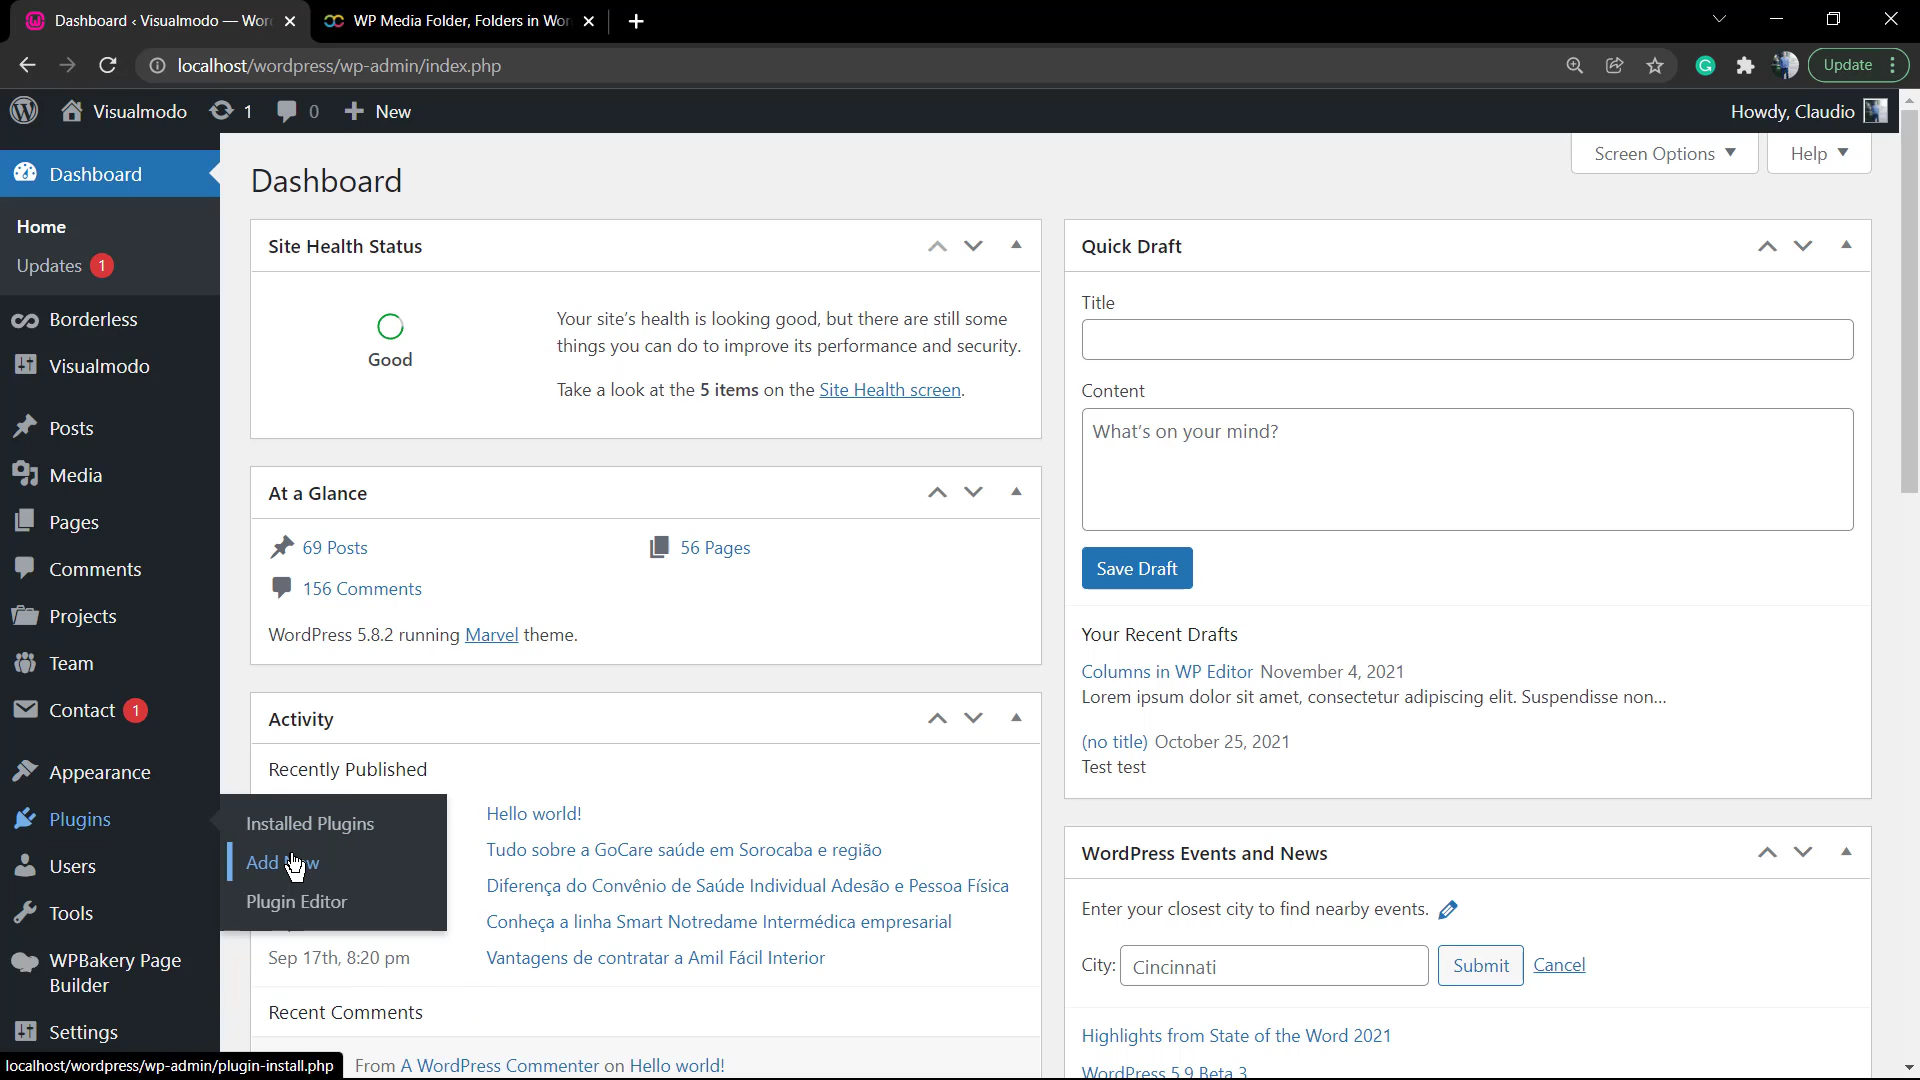 Dashboard ‹ Visualmodo — Wor
WP Media Folder, Folders in Wor
localhost/wordpress/wp-admin/index.php
Update
Visualmodo
1
0
New
Howdy, Claudio
Dashboard
Home
Updates 1
Borderless
Visualmodo
Posts
Media
Pages
Comments
Projects
Team
Contact 1
Appearance
Plugins
Users
Tools
WPBakery Page
Builder
Settings
Installed Plugins
Add
Plugin Editor
localhost/wordpress/wp-admin/plugin-install.php
Screen Options
Help
Dashboard
Site Health Status
Good
Your site's health is looking good, but there are still some
things you can do to improve its performance and security.
Take a look at the 5 items on the Site Health screen.
At a Glance
69 Posts
56 Pages
156 Comments
WordPress 5.8.2 running Marvel theme.
Activity
Recently Published
Hello world!
Tudo sobre a GoCare saúde em Sorocaba e região
Diferença do Convênio de Saúde Individual Adesão e Pessoa Física
Conheça a linha Smart Notredame Intermédica empresarial
Sep 17th, 8:20 pm
Vantagens de contratar a Amil Fácil Interior
Recent Comments
From A WordPress Commenter on Hello world!
Quick Draft
Title
Content
What's on your mind?
Save Draft
Your Recent Drafts
Columns in WP Editor November 4, 2021
Lorem ipsum dolor sit amet, consectetur adipiscing elit. Suspendisse non...
(no title) October 25, 2021
Test test
WordPress Events and News
Enter your closest city to find nearby events.
City: Cincinnati
Submit
Cancel
Highlights from State of the Word 2021
WordPress 5.9 Beta 3